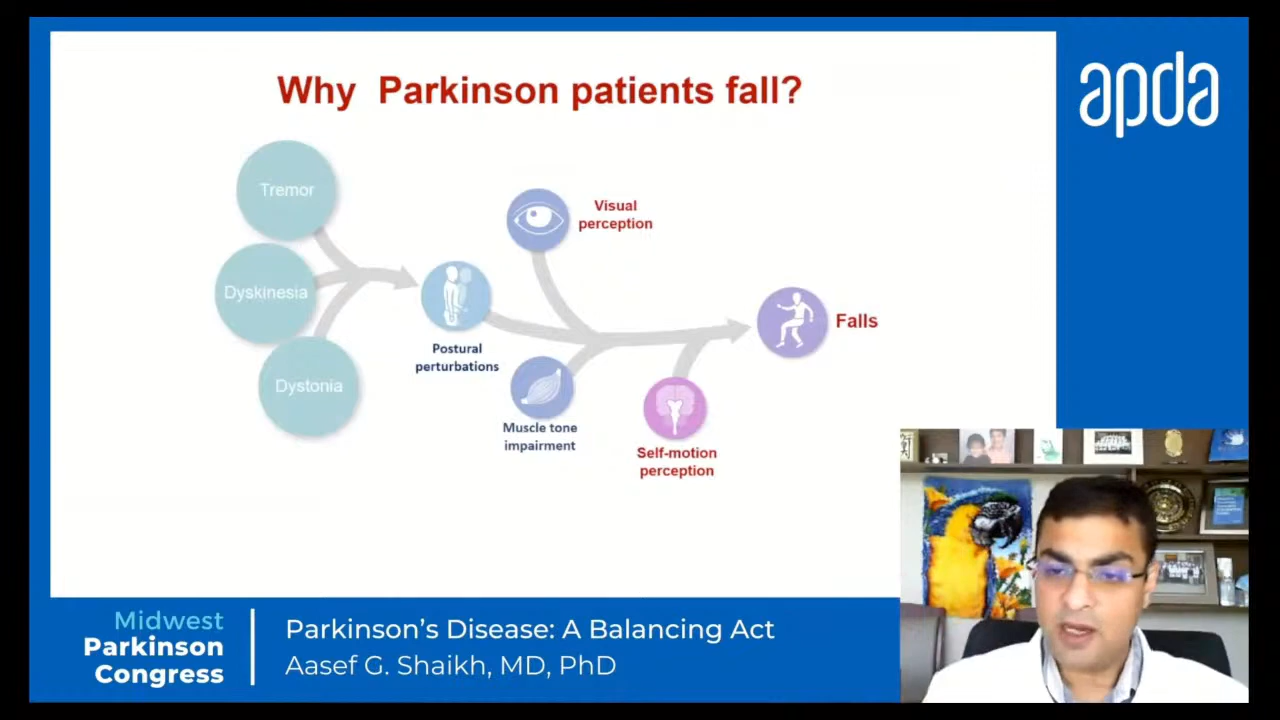 Why Parkinson patients fall?
apda
Tremor
Visual
perception
Dyskinesia
Falls
Postural
perturbations
Dystonia
Muscle tone
impairment
Self-motion
perception
Midwest
Parkinson
Congress
Parkinson's Disease: A Balancing Act
Aasef G. Shaikh, MD, PhD